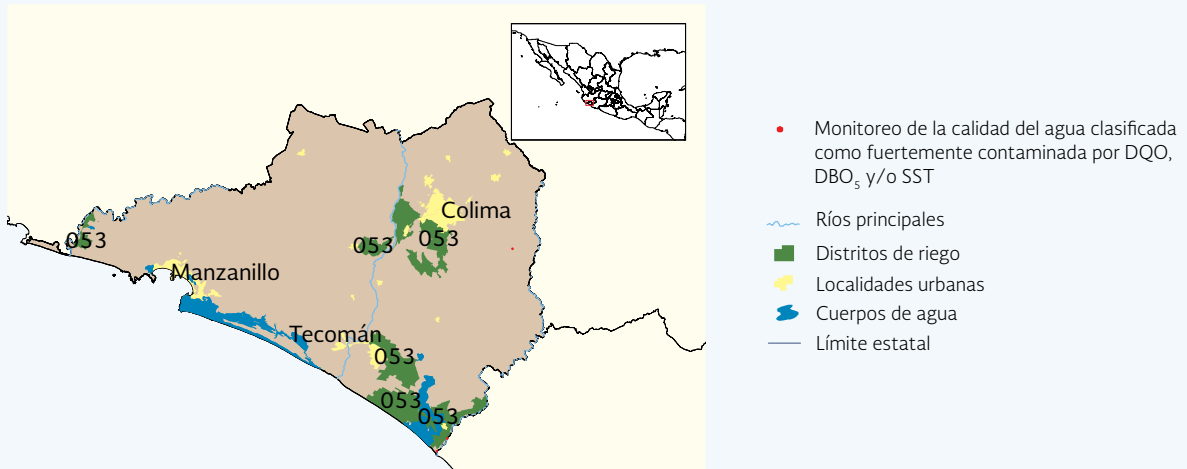 Colima
053
053
053
Manzanillo
Tecomán
053
053
053
Monitoreo de la calidad del agua clasificada
como fuertemente contaminada por DQO,
DBO₅ y/o SST
Ríos principales
Distritos de riego
Localidades urbanas
Cuerpos de agua
Límite estatal